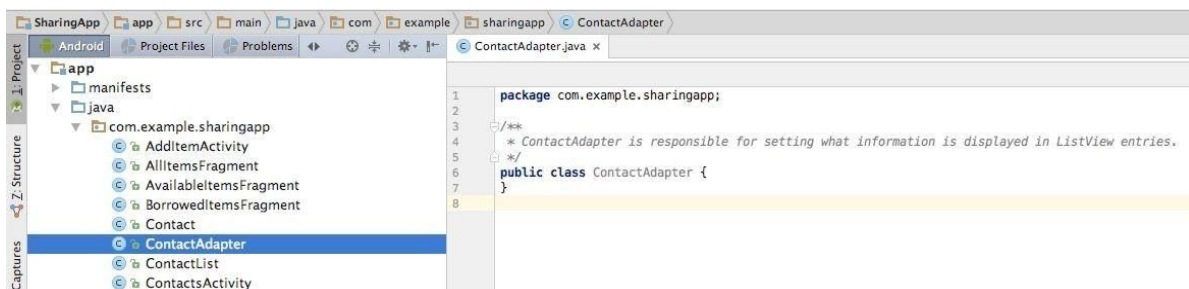 SharingApp app src main java com example sharingapp ContactAdapter
1: Project
Z: Structure
Captures
Android Project Files Problems
app
manifests
java
com.example.sharingapp
AddItemActivity
AllItemsFragment
AvailableItemsFragment
BorrowedItemsFragment
Contact
ContactAdapter
ContactList
ContactsActivity
ContactAdapter.java ×
1 package com.example.sharingapp;
2
3 /**
4 * ContactAdapter is responsible for setting what information is displayed in ListView entries.
5 */
6 public class ContactAdapter {
7 }
8